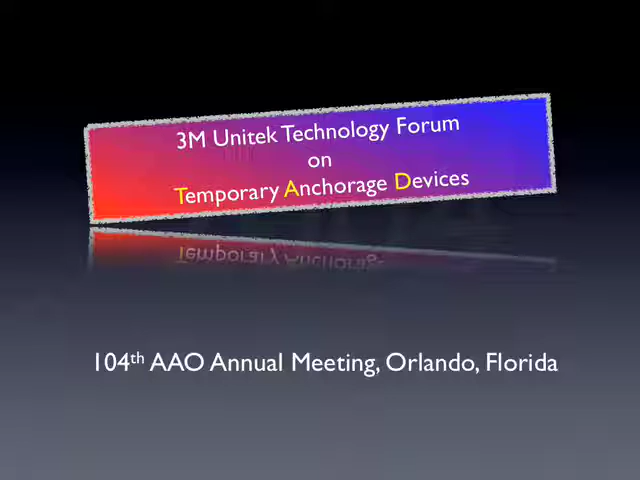 3M Unitek Technology Forum
on
Temporary Anchorage Devices
104th AAO Annual Meeting, Orlando, Florida